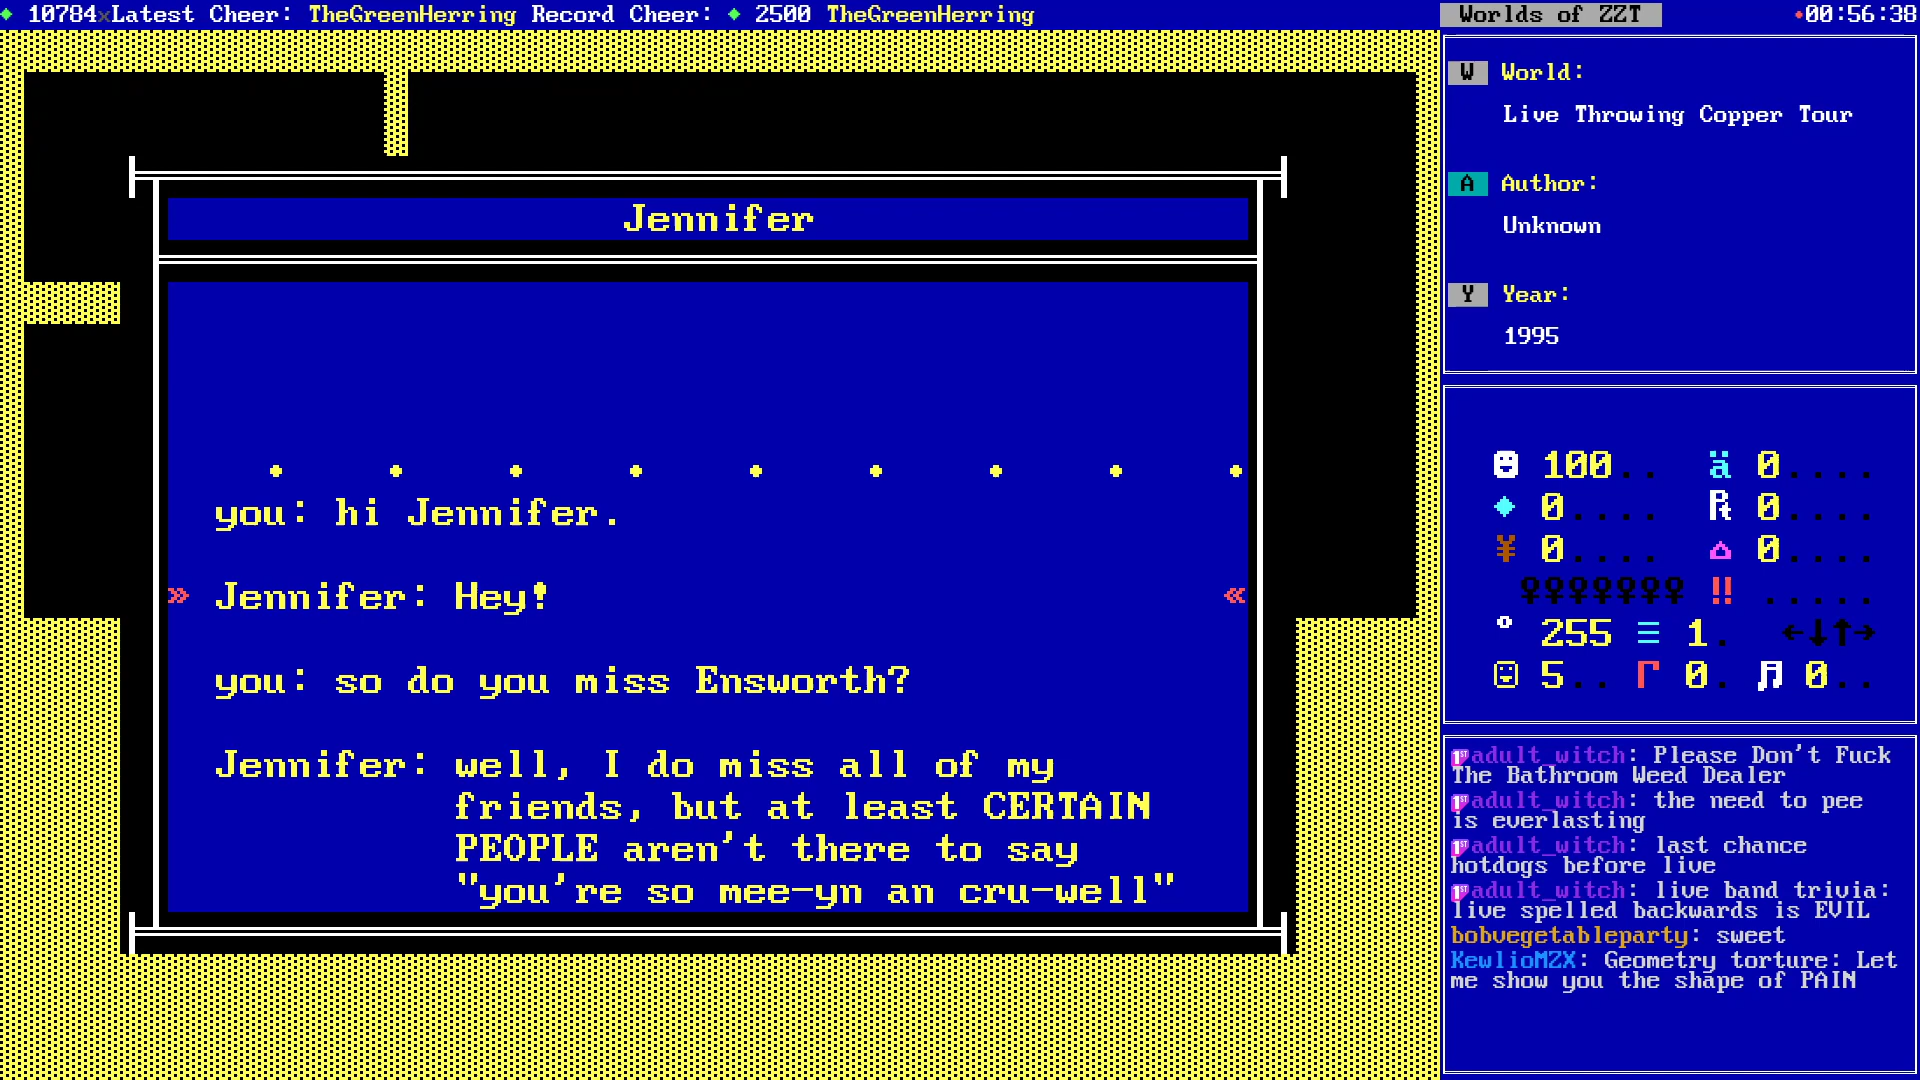 10784xLatest Cheer: TheGreenHerring Record Cheer: ♦ 2500 TheGreenHerring
Worlds of ZZT
00:56:38
Jennifer
you: hi Jennifer.
» Jennifer: Hey! «
you: so do you miss Ensworth?
Jennifer: well, I do miss all of my
friends, but at least CERTAIN
PEOPLE aren't there to say
"you're so mee-yn an cru-well"
W World:
Live Throwing Copper Tour
A Author:
Unknown
Y Year:
1995
100 ä 0
0 ₨ 0
¥ 0 ⌂ 0
♀♀♀♀♀♀♀ ‼
° 255 ≡ 1 ←↓↑→
5 Γ 0 ♫ 0
adult_witch: Please Don't Fuck
The Bathroom Weed Dealer
adult_witch: the need to pee
is everlasting
adult_witch: last chance
hotdogs before live
adult_witch: live band trivia:
live spelled backwards is EVIL
bobvegetableparty: sweet
KewlioMZX: Geometry torture: Let
me show you the shape of PAIN